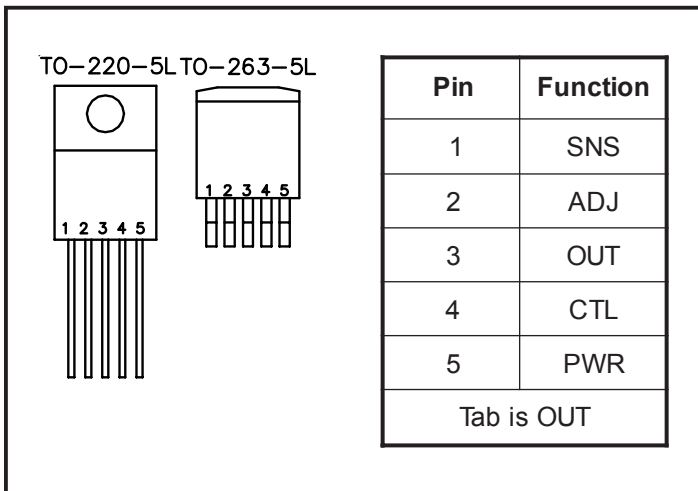 TO-220-5L TO-263-5L
1 2 3 4 5
1 2 3 4 5
Pin Function
1 SNS
2 ADJ
3 OUT
4 CTL
5 PWR
Tab is OUT